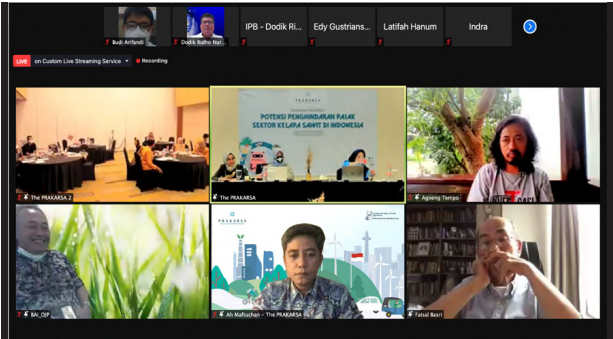 Budi Arifandi
Dodik Ridho Nur...
IPB - Dodik Ri...
Edy Gustrians...
Latifah Hanum
Indra
LIVE on Custom Live Streaming Service
Recording
PRAKARSA
POTENSI PENGHINDARAN PAJAK
SEKTOR KELAPA SAWIT DI INDONESIA
The PRAKARSA 2
The PRAKARSA
Agoeng Tempo
PRAKARSA
BAI_DJP
Ah Maftuchan - The PRAKARSA
Faisal Basri